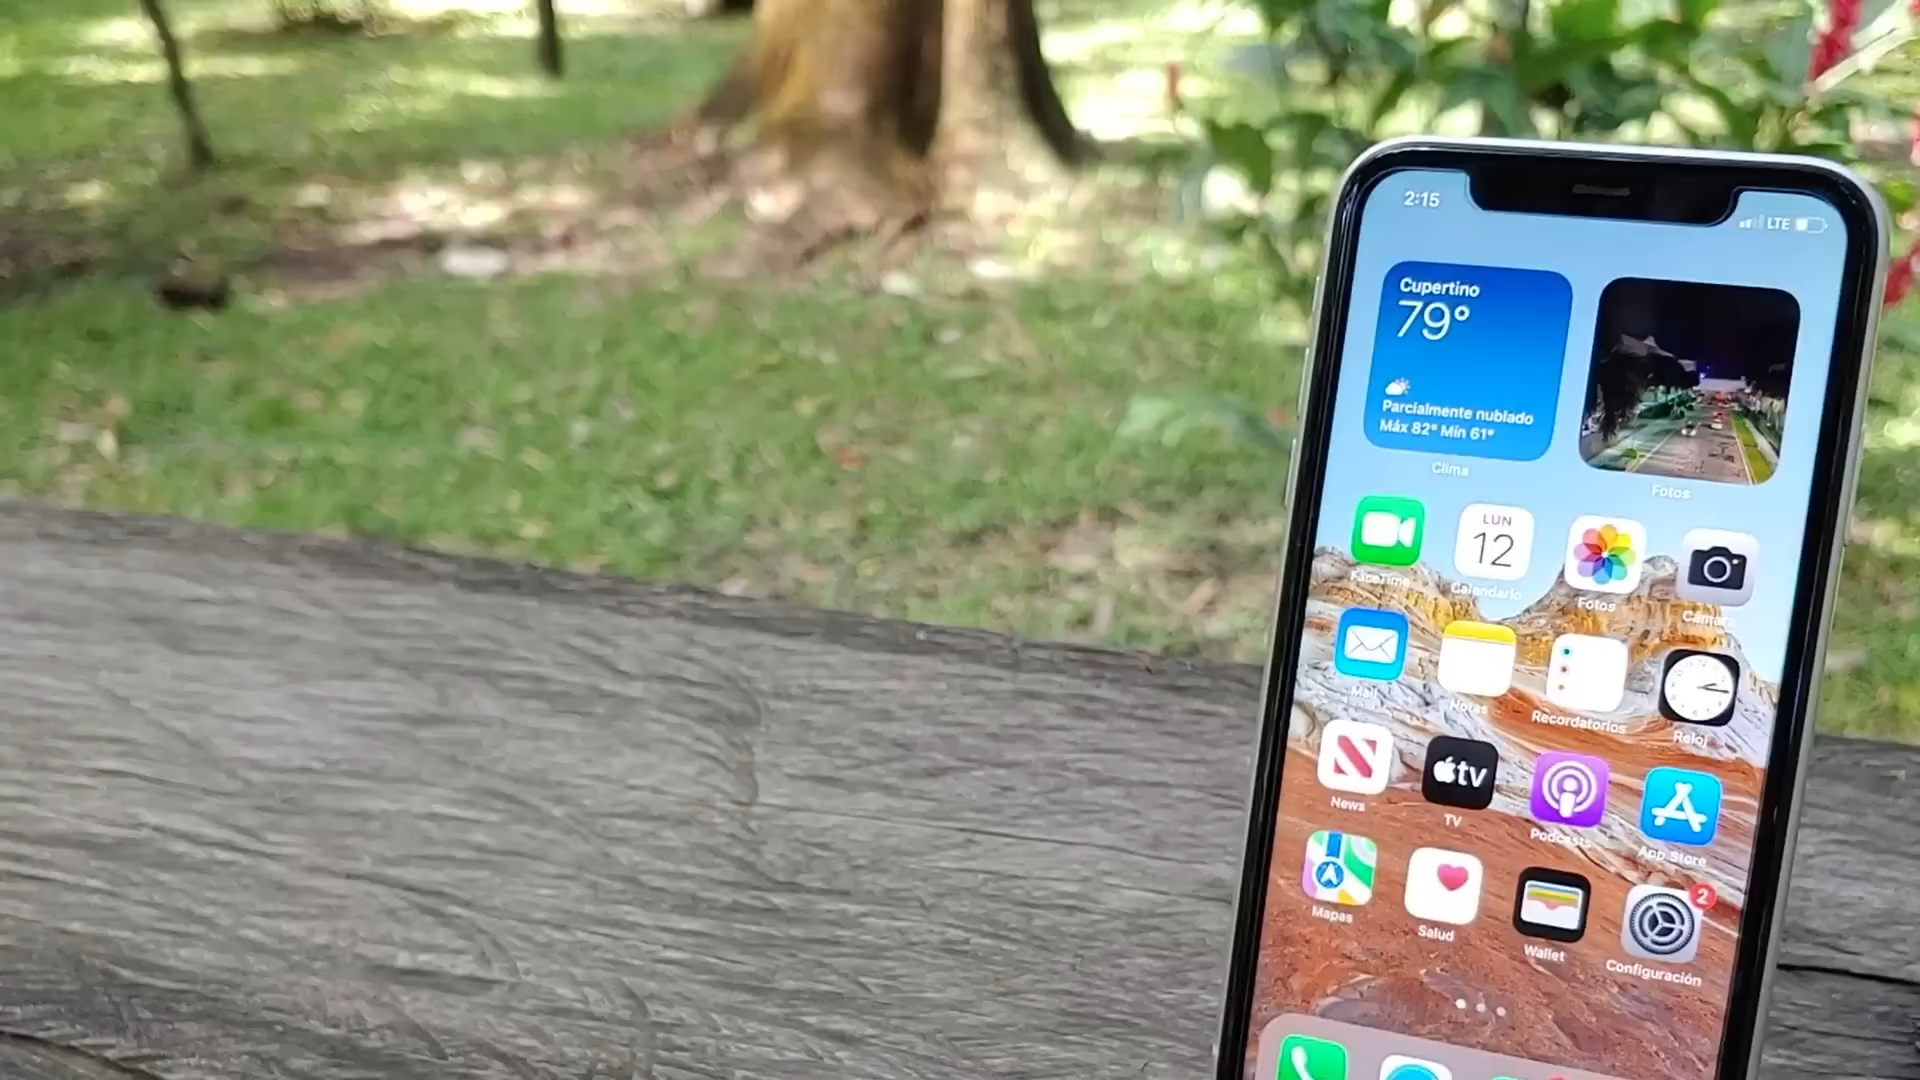 2:15
LTE
Cupertino
79°
Parcialmente nublado
Máx 82° Mín 61°
Clima
Fotos
LUN
12
FaceTime
Calendario
Fotos
Cámara
Mail
Notas
Recordatorios
Reloj
tv
News
TV
Podcasts
App Store
2
Mapas
Salud
Wallet
Configuración